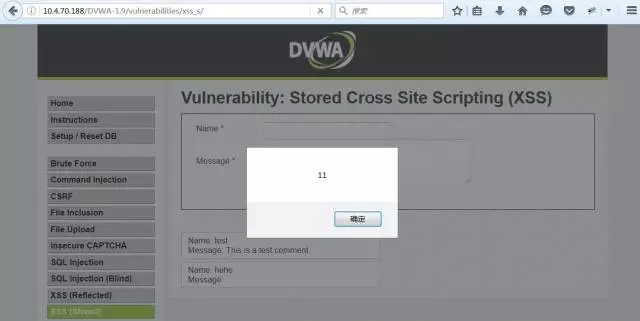 10.4.70.188/DVWA-1.9/vulnerabilities/xss_s/
搜索
DVWA
Home
Instructions
Setup / Reset DB
Brute Force
Command Injection
CSRF
File Inclusion
File Upload
Insecure CAPTCHA
SQL Injection
SQL Injection (Blind)
XSS (Reflected)
XSS (Stored)
Vulnerability: Stored Cross Site Scripting (XSS)
Name *
Message *
11
确定
Name: test
Message: This is a test comment.
Name: hehe
Message: